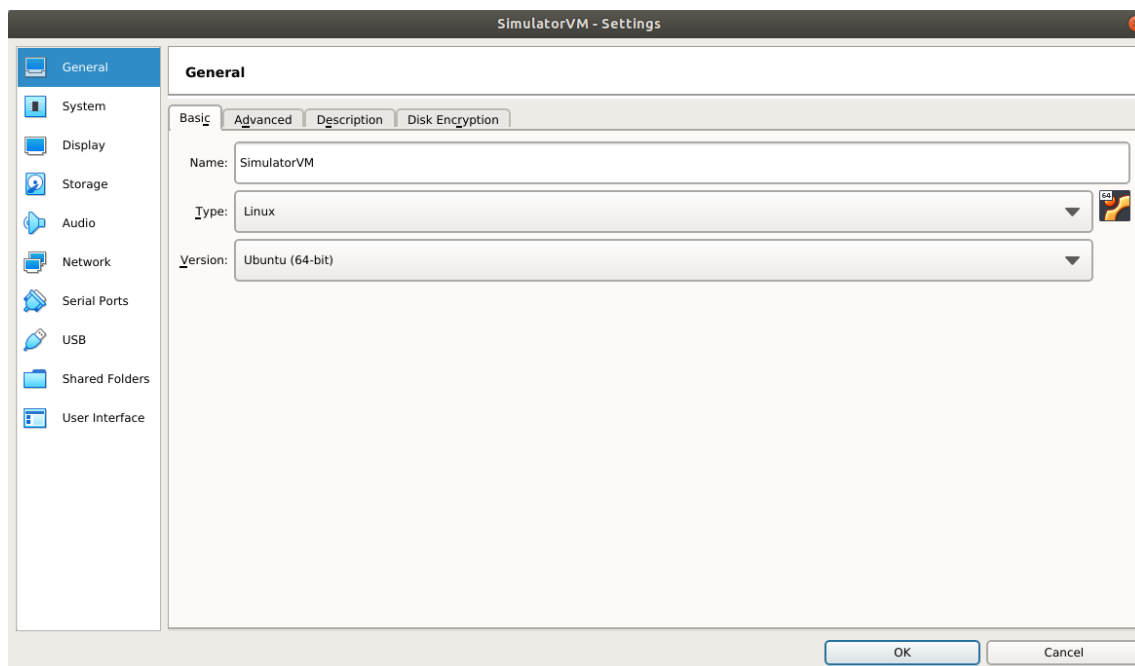 SimulatorVM - Settings
General
System
Display
Storage
Audio
Network
Serial Ports
USB
Shared Folders
User Interface
General
Basic Advanced Description Disk Encryption
Name: SimulatorVM
Type: Linux
64
Version: Ubuntu (64-bit)
OK Cancel